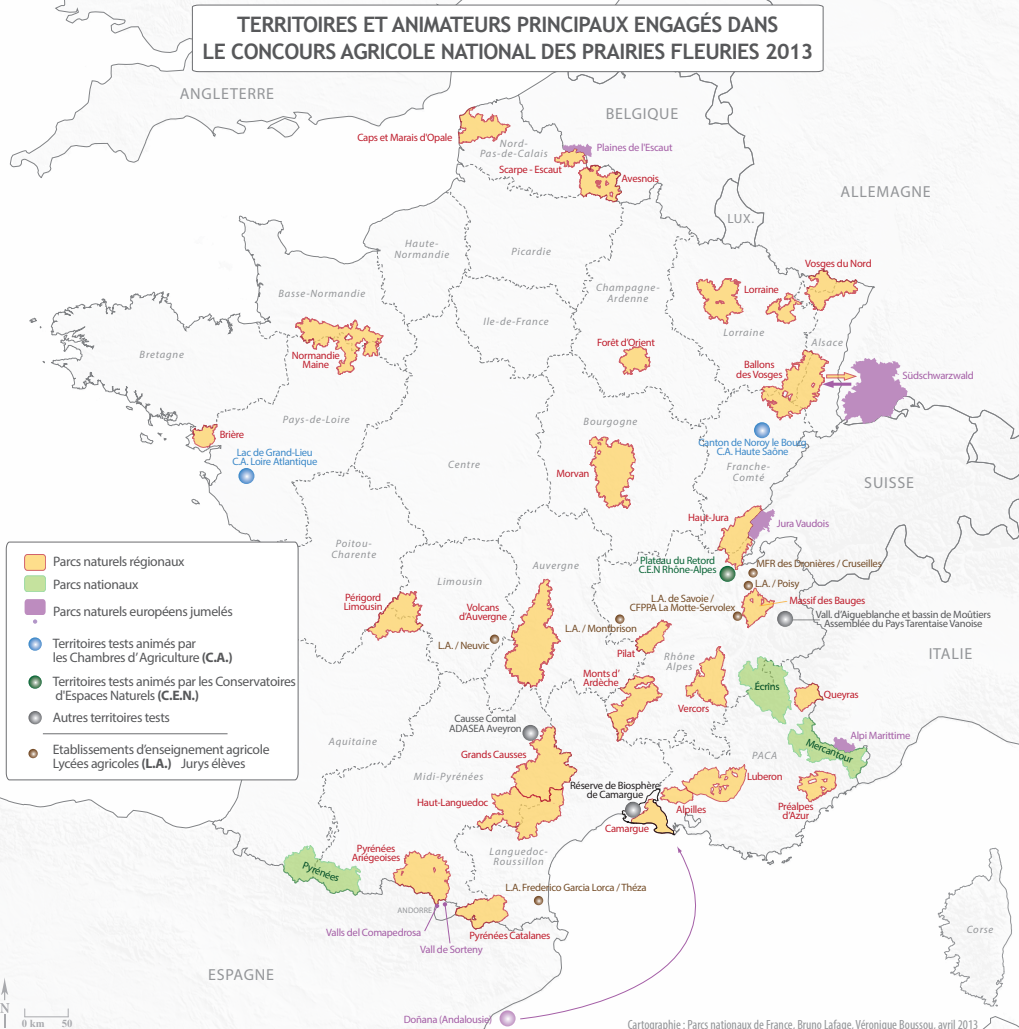 TERRITOIRES ET ANIMATEURS PRINCIPAUX ENGAGÉS DANS
LE CONCOURS AGRICOLE NATIONAL DES PRAIRIES FLEURIES 2013
ANGLETERRE
BELGIQUE
Caps et Marais d'Opale
Nord-
Pas-de-Calais
Plaines de l'Escaut
Scarpe - Escaut
Avesnois
ALLEMAGNE
LUX.
Haute-
Normandie
Picardie
Vosges du Nord
Basse-Normandie
Champagne-
Ardenne
Lorraine
Ile-de-France
Lorraine
Bretagne
Normandie
Maine
Forêt d'Orient
Alsace
Ballons
des Vosges
Südschwarzwald
Pays-de-Loire
Brière
Bourgogne
Canton de Noroy le Bourg
C.A. Haute Saône
Lac de Grand-Lieu
C.A. Loire Atlantique
Centre
Morvan
Franche-
Comté
SUISSE
Haut-Jura
Jura Vaudois
Poitou-
Charente
Parcs naturels régionaux
Parcs nationaux
Parcs naturels européens jumelés
Territoires tests animés par
les Chambres d'Agriculture (C.A.)
Territoires tests animés par les Conservatoires
d'Espaces Naturels (C.E.N.)
Autres territoires tests
Etablissements d'enseignement agricole
Lycées agricoles (L.A.) Jurys élèves
Limousin
Auvergne
Plateau du Retord
C.E.N Rhône-Alpes
MFR des Dronières / Cruseilles
L.A. / Poisy
Périgord
Limousin
Volcans
d'Auvergne
L.A. de Savoie /
CFPPA La Motte-Servolex
Massif des Bauges
Vall. d'Aigueblanche et bassin de Moûtiers
Assemblée du Pays Tarentaise Vanoise
L.A. / Neuvic
L.A. / Montbrison
Pilat
Rhône
Alpes
ITALIE
Monts d'
Ardèche
Vercors
Écrins
Queyras
Causse Comtal
ADASEA Aveyron
Aquitaine
Grands Causses
Alpi Marittime
Mercantour
PACA
Midi-Pyrénées
Luberon
Réserve de Biosphère
de Camargue
Haut-Languedoc
Alpilles
Préalpes
d'Azur
Camargue
Pyrénées
Ariégeoises
Languedoc-
Roussillon
Pyrénées
L.A. Frederico Garcia Lorca / Théza
ANDORRE
Valls del Comapedrosa
Pyrénées Catalanes
Vall de Sorteny
Corse
ESPAGNE
N
0 km 50
Doñana (Andalousie)
Cartographie : Parcs nationaux de France, Bruno Lafage, Véronique Boussou, avril 2013